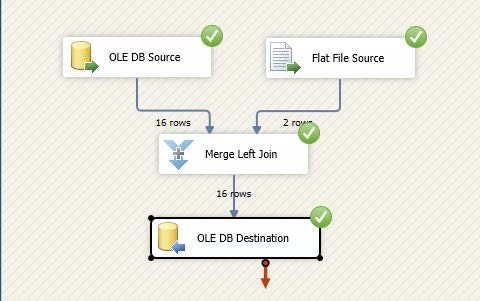 OLE DB Source
Flat File Source
16 rows
2 rows
Merge Left Join
16 rows
OLE DB Destination